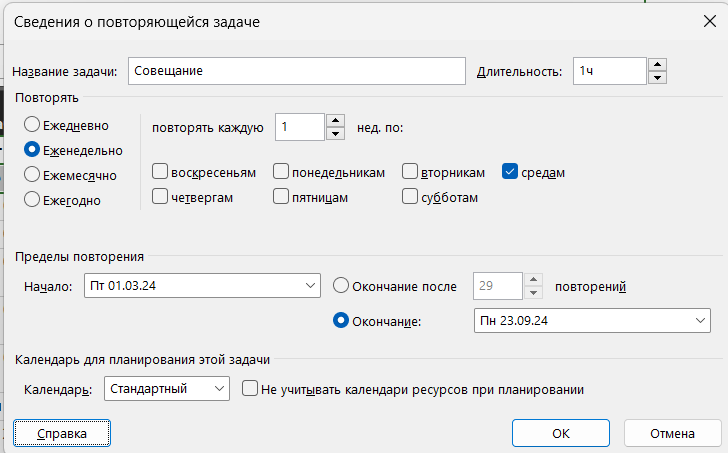 Сведения о повторяющейся задаче
Название задачи: Совещание Длительность: 1ч
Повторять
Ежедневно повторять каждую 1 нед. по:
Еженедельно
Ежемесячно воскресеньям понедельникам вторникам средам
Ежегодно четвергам пятницам субботам
Пределы повторения
Начало: Пт 01.03.24 Окончание после 29 повторений
Окончание: Пн 23.09.24
Календарь для планирования этой задачи
Календарь: Стандартный Не учитывать календари ресурсов при планировании
Справка ОК Отмена